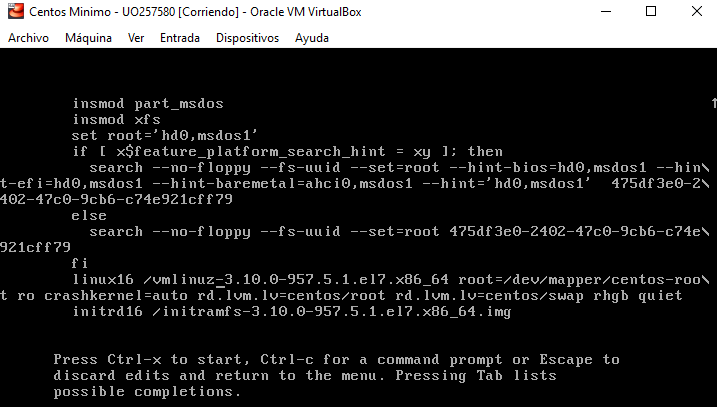 Centos Minimo - UO257580 [Corriendo] - Oracle VM VirtualBox
Archivo Máquina Ver Entrada Dispositivos Ayuda
insmod part_msdos
insmod xfs
set root='hd0,msdos1'
if [ x$feature_platform_search_hint = xy ]; then
search --no-floppy --fs-uuid --set=root --hint-bios=hd0,msdos1 --hin\
t-efi=hd0,msdos1 --hint-baremetal=ahci0,msdos1 --hint='hd0,msdos1'  475df3e0-2\
402-47c0-9cb6-c74e921cff79
else
search --no-floppy --fs-uuid --set=root 475df3e0-2402-47c0-9cb6-c74e\
921cff79
fi
linux16 /vmlinuz-3.10.0-957.5.1.el7.x86_64 root=/dev/mapper/centos-roo\
t ro crashkernel=auto rd.lvm.lv=centos/root rd.lvm.lv=centos/swap rhgb quiet
initrd16 /initramfs-3.10.0-957.5.1.el7.x86_64.img
Press Ctrl-x to start, Ctrl-c for a command prompt or Escape to
discard edits and return to the menu. Pressing Tab lists
possible completions.